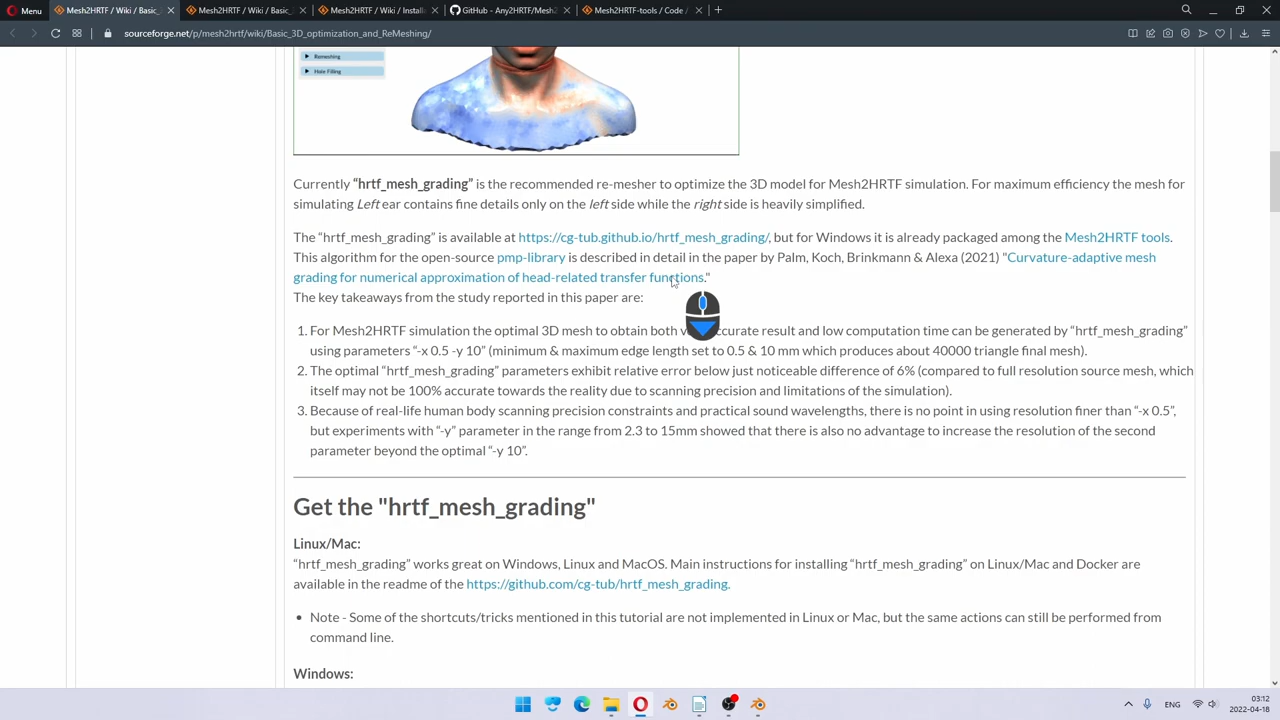 Menu
Mesh2HRTF / Wiki / Basic_
Mesh2HRTF / Wiki / Basic_3D
Mesh2HRTF / Wiki / Installa
GitHub - Any2HRTF/Mesh2
MeshHRTF-tools / Code /
sourceforge.net/p/mesh2hrtf/wiki/Basic_3D_optimization_and_ReMeshing/
Remeshing
Hole Filling
Currently “hrtf_mesh_grading” is the recommended re-mesher to optimize the 3D model for Mesh2HRTF simulation. For maximum efficiency the mesh for
simulating Left ear contains fine details only on the left side while the right side is heavily simplified.
The “hrtf_mesh_grading” is available at https://cg-tub.github.io/hrtf_mesh_grading/, but for Windows it is already packaged among the Mesh2HRTF tools.
This algorithm for the open-source pmp-library is described in detail in the paper by Palm, Koch, Brinkmann & Alexa (2021) "Curvature-adaptive mesh
grading for numerical approximation of head-related transfer functions."
The key takeaways from the study reported in this paper are:
1. For Mesh2HRTF simulation the optimal 3D mesh to obtain both v accurate result and low computation time can be generated by “hrtf_mesh_grading”
using parameters “-x 0.5 -y 10” (minimum & maximum edge length set to 0.5 & 10 mm which produces about 40000 triangle final mesh).
2. The optimal “hrtf_mesh_grading” parameters exhibit relative error below just noticeable difference of 6% (compared to full resolution source mesh, which
itself may not be 100% accurate towards the reality due to scanning precision and limitations of the simulation).
3. Because of real-life human body scanning precision constraints and practical sound wavelengths, there is no point in using resolution finer than “-x 0.5”,
but experiments with “-y” parameter in the range from 2.3 to 15mm showed that there is also no advantage to increase the resolution of the second
parameter beyond the optimal “-y 10”.
Get the "hrtf_mesh_grading"
Linux/Mac:
“hrtf_mesh_grading” works great on Windows, Linux and MacOS. Main instructions for installing “hrtf_mesh_grading” on Linux/Mac and Docker are
available in the readme of the https://github.com/cg-tub/hrtf_mesh_grading.
• Note - Some of the shortcuts/tricks mentioned in this tutorial are not implemented in Linux or Mac, but the same actions can still be performed from
command line.
Windows:
ENG
03:12
2022-04-18